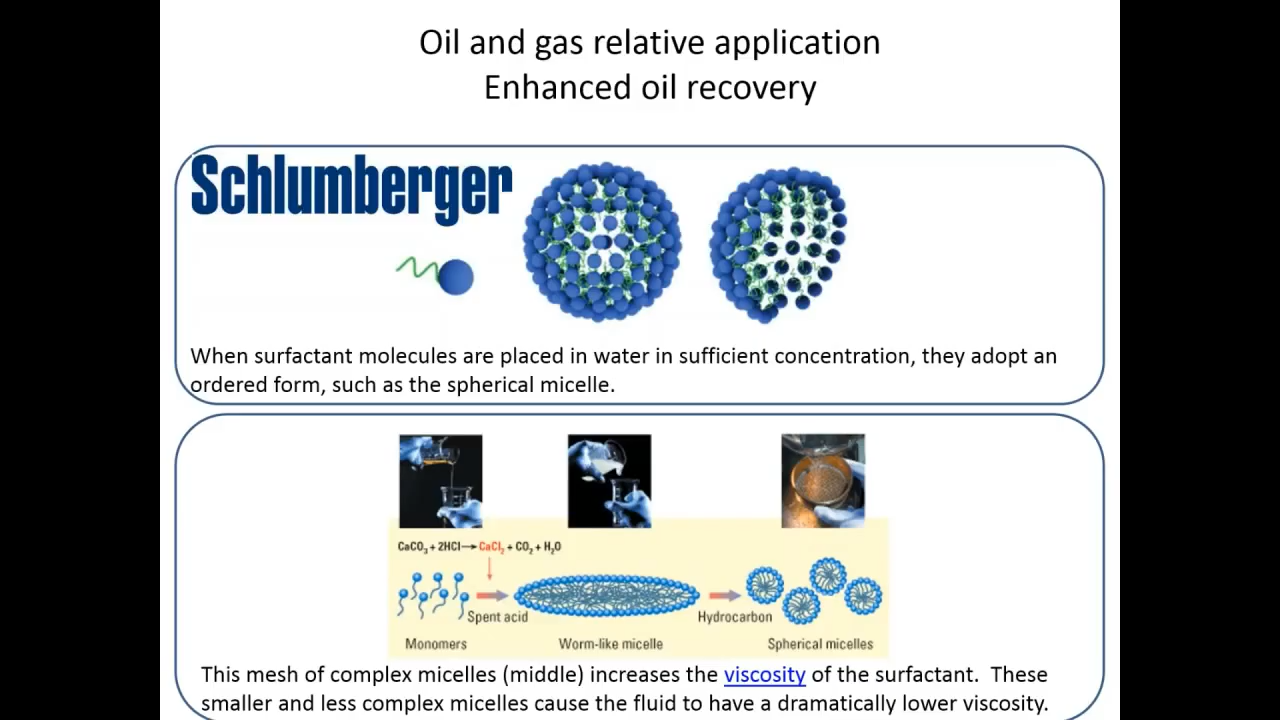 Oil and gas relative application
Enhanced oil recovery
Schlumberger
When surfactant molecules are placed in water in sufficient concentration, they adopt an
ordered form, such as the spherical micelle.
CaCO₃ + 2HCl→ CaCl₂ + CO₂ + H₂O
Spent acid
Hydrocarbon
Monomers
Worm-like micelle
Spherical micelles
This mesh of complex micelles (middle) increases the viscosity of the surfactant. These
smaller and less complex micelles cause the fluid to have a dramatically lower viscosity.